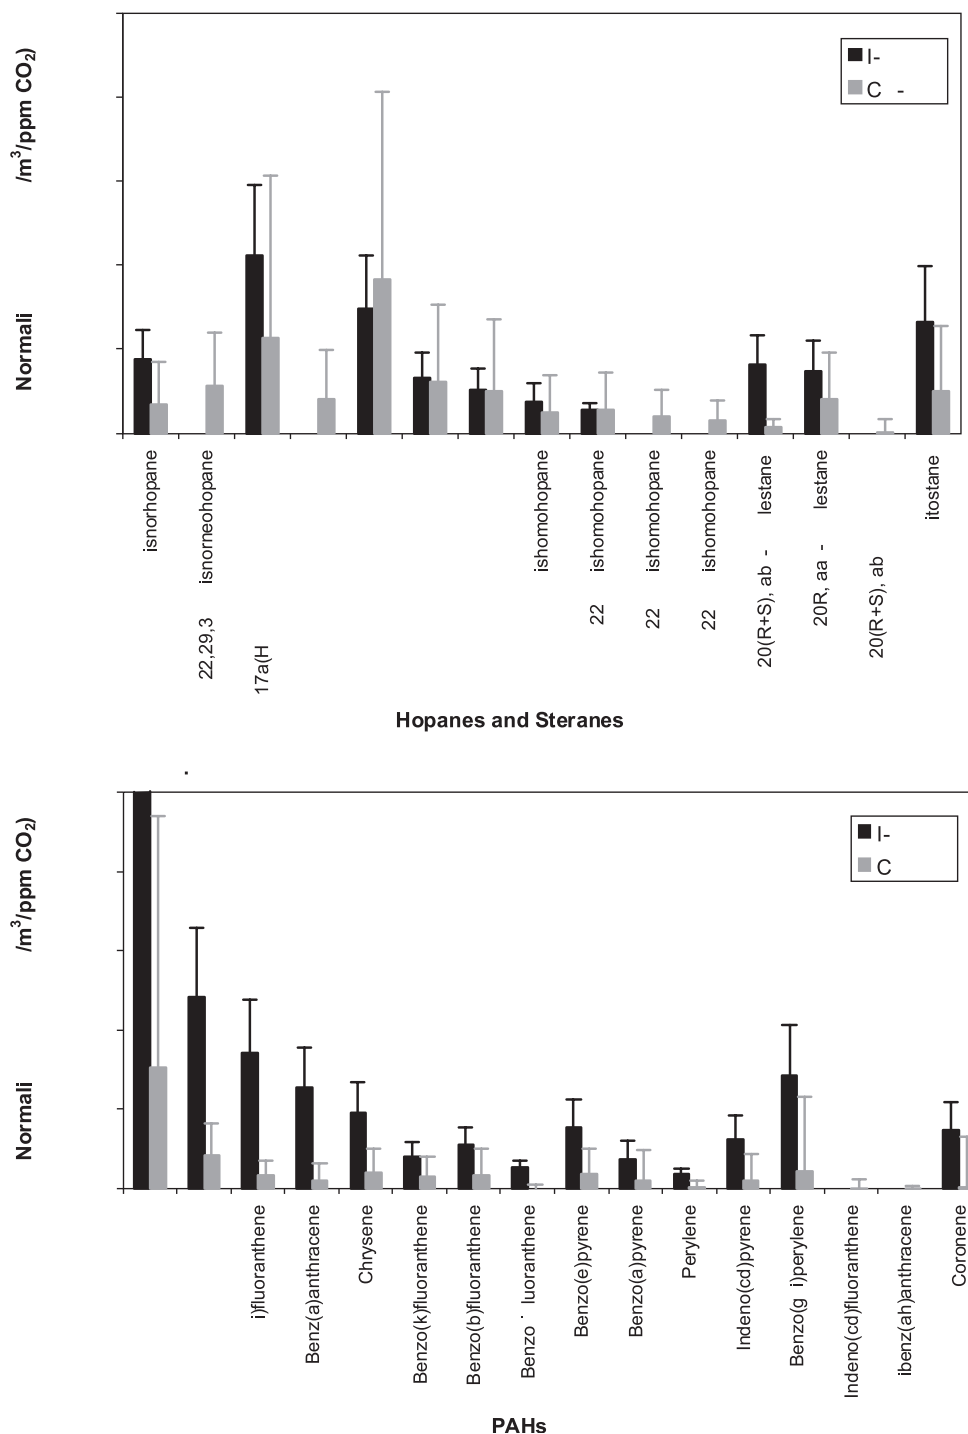 /m³/ppm CO₂)
Normali
I-
C -
isnorhopane
22,29,3 isnorneohopane
17a(H
ishomohopane
22 ishomohopane
22 ishomohopane
22 ishomohopane
20(R+S), ab - lestane
20R, aa - lestane
20(R+S), ab
itostane
Hopanes and Steranes
/m³/ppm CO₂)
Normali
I-
C
i)fluoranthene
Benz(a)anthracene
Chrysene
Benzo(k)fluoranthene
Benzo(b)fluoranthene
Benzo luoranthene
Benzo(e)pyrene
Benzo(a)pyrene
Perylene
Indeno(cd)pyrene
Benzo(g i)perylene
Indeno(cd)fluoranthene
ibenz(ah)anthracene
Coronene
PAHs